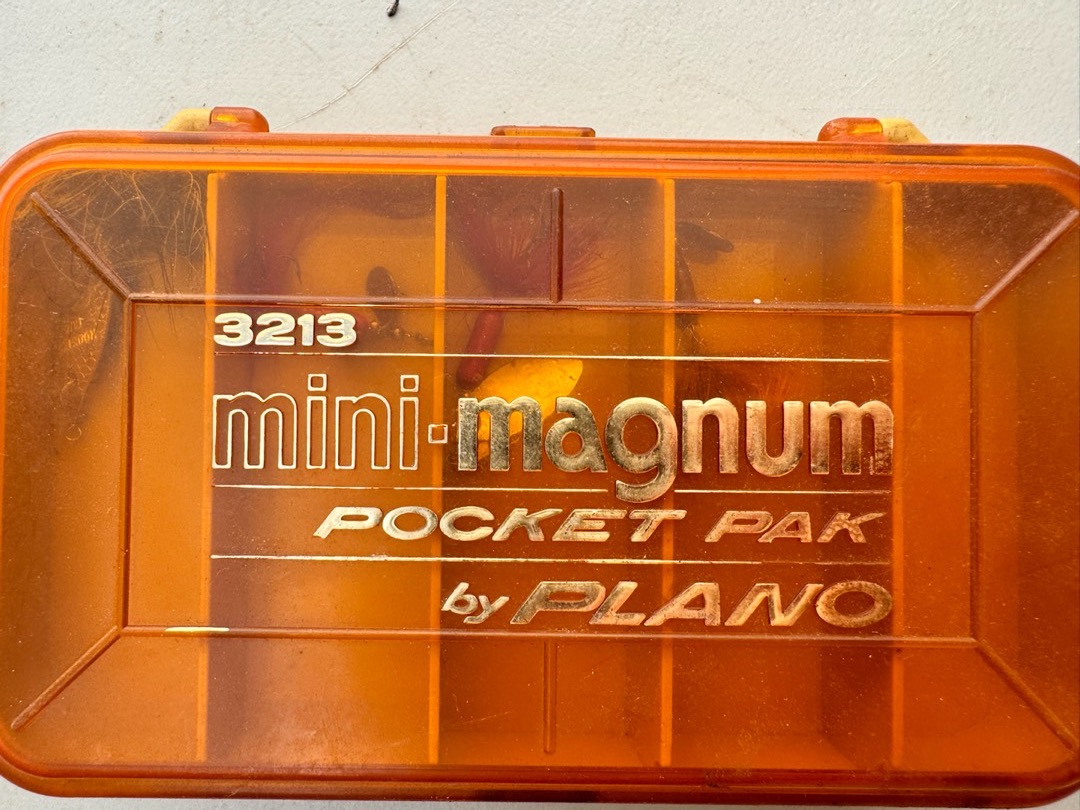 3213
mini·magnum
POCKET PAK
by PLANO